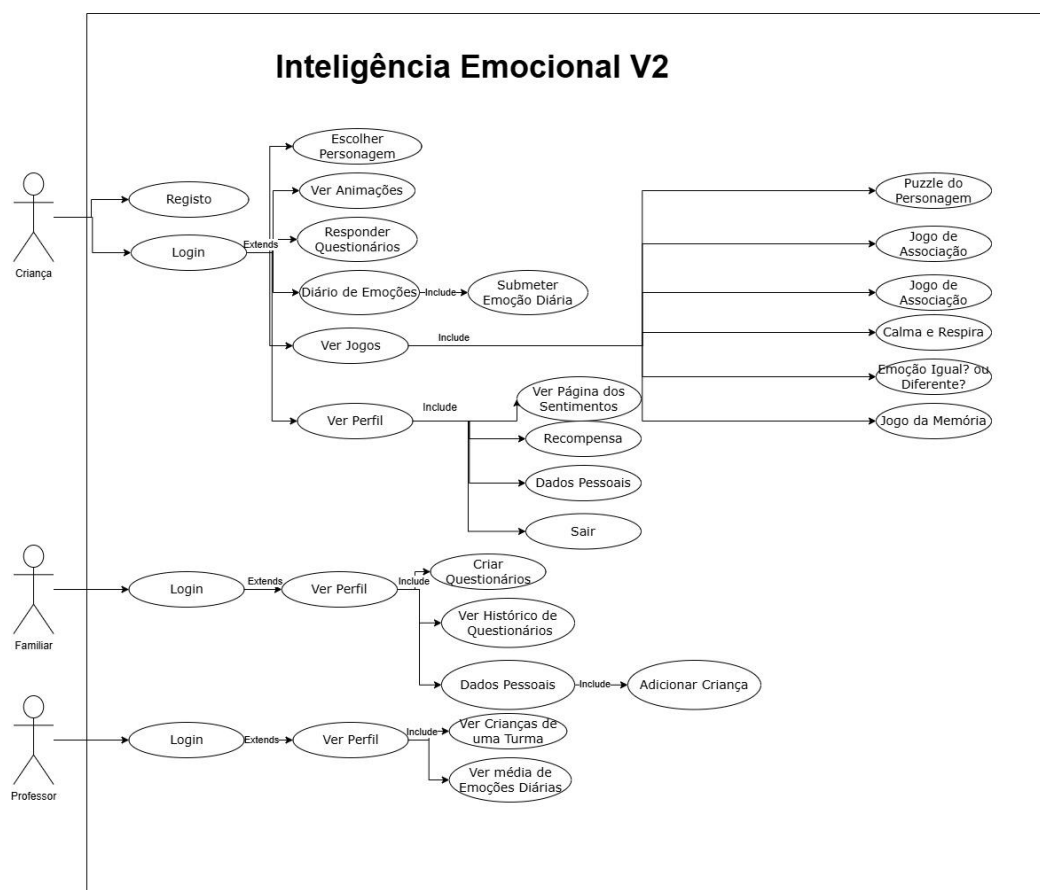 Inteligência Emocional V2
Escolher
Personagem
Ver Animações
Registo
Responder
Questionários
Login
Extends
Criança
Diário de Emoções
Include
Submeter
Emoção Diária
Ver Jogos
Include
Puzzle do
Personagem
Jogo de
Associação
Jogo de
Associação
Calma e Respira
Emoção Igual? ou
Diferente?
Jogo da Memória
Ver Perfil
Include
Ver Página dos
Sentimentos
Recompensa
Dados Pessoais
Sair
Familiar
Login
Extends
Ver Perfil
Include
Criar
Questionários
Ver Histórico de
Questionários
Dados Pessoais
Include
Adicionar Criança
Professor
Login
Extends
Ver Perfil
Include
Ver Crianças de
uma Turma
Ver média de
Emoções Diárias